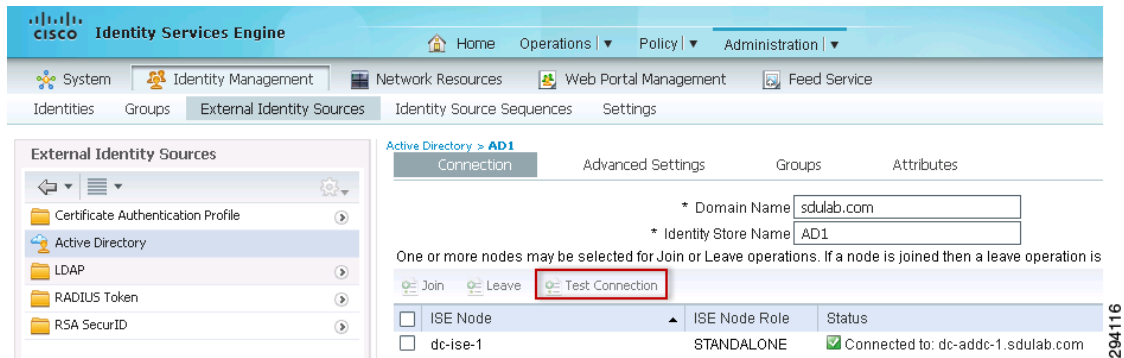 cisco Identity Services Engine
Home Operations | ▼ Policy | ▼ Administration | ▼
System Identity Management Network Resources Web Portal Management Feed Service
Identities Groups External Identity Sources Identity Source Sequences Settings
External Identity Sources
Certificate Authentication Profile
Active Directory
LDAP
RADIUS Token
RSA SecurID
Active Directory > AD1
Connection Advanced Settings Groups Attributes
* Domain Name sdulab.com
* Identity Store Name AD1
One or more nodes may be selected for Join or Leave operations. If a node is joined then a leave operation is
Join Leave Test Connection
ISE Node ISE Node Role Status
dc-ise-1 STANDALONE Connected to: dc-addc-1.sdulab.com
294116